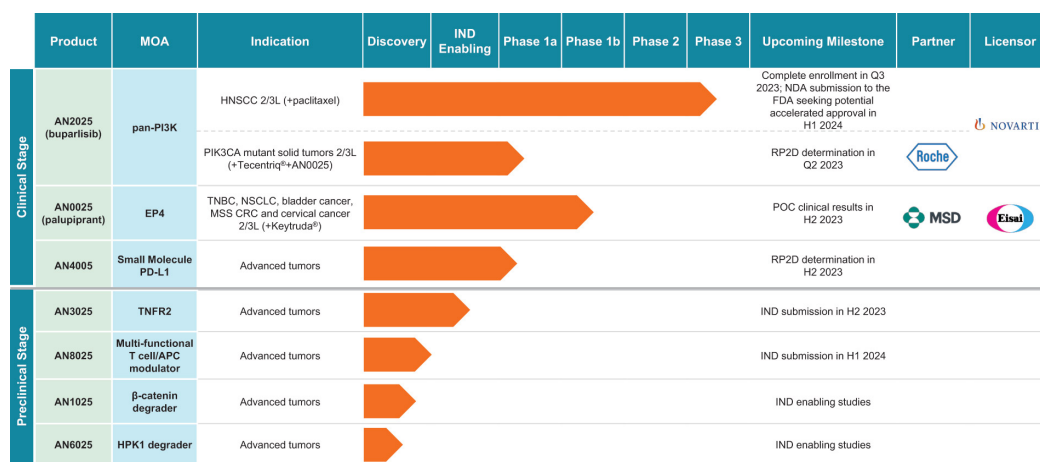 Product
MOA
Indication
Discovery
IND
Enabling
Phase 1a
Phase 1b
Phase 2
Phase 3
Upcoming Milestone
Partner
Licensor
Clinical Stage
AN2025
(buparlisib)
pan-PI3K
HNSCC 2/3L (+paclitaxel)
Complete enrollment in Q3
2023; NDA submission to the
FDA seeking potential
accelerated approval in
H1 2024
NOVARTI
PIK3CA mutant solid tumors 2/3L
(+Tecentriq®+AN0025)
RP2D determination in
Q2 2023
Roche
AN0025
(palupiprant)
EP4
TNBC, NSCLC, bladder cancer,
MSS CRC and cervical cancer
2/3L (+Keytruda®)
POC clinical results in
H2 2023
MSD
Eisai
AN4005
Small Molecule
PD-L1
Advanced tumors
RP2D determination in
H2 2023
Preclinical Stage
AN3025
TNFR2
Advanced tumors
IND submission in H2 2023
AN8025
Multi-functional
T cell/APC
modulator
Advanced tumors
IND submission in H1 2024
AN1025
β-catenin
degrader
Advanced tumors
IND enabling studies
AN6025
HPK1 degrader
Advanced tumors
IND enabling studies